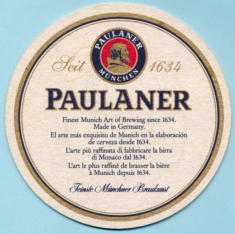 PAULANER
MÜNCHEN
Seit 1634
PAULANER
Finest Munich Art of Brewing since 1634.
Made in Germany.
El arte más exquisito de Munich en la elaboración
de cerveza desde 1634.
L'arte più raffinata di fabbricare la birra
di Monaco dal 1634.
L'art le plus raffiné de brasser la bière
à Munich depuis 1634.
Feinste Münchner Braukunst